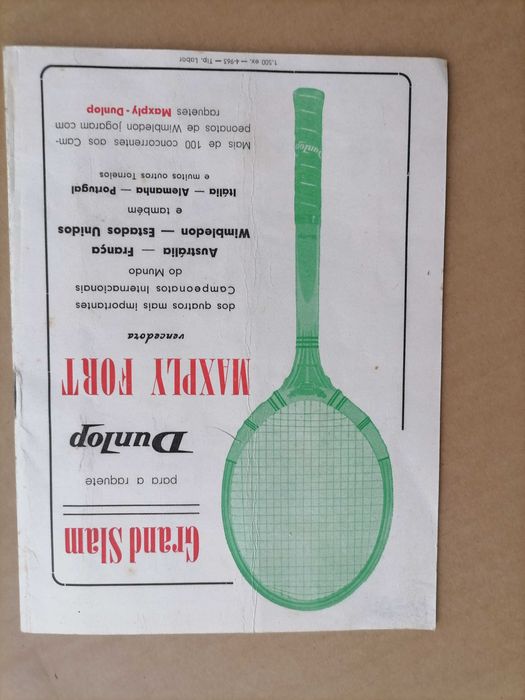 Grand Slam
para a raquete
DUNLOP
MAXPLY FORT
vencedora
dos quatros mais importantes
Campeonatos Internacionais
do Mundo
Austrália — França
Wimbledon — Estados Unidos
e também
Itália — Alemanha — Portugal
e muitos outros Torneios
Mais de 100 concorrentes aos Cam-
peonatos de Wimbledon jogaram com
raquetes Maxply-Dunlop
Dunlop
1.500 ex. — 4-965 — Tip. Labor